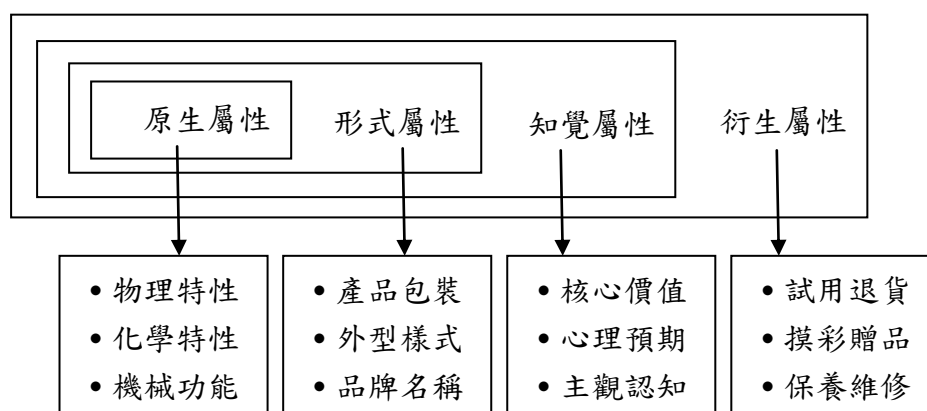 原生屬性 形式屬性 知覺屬性 衍生屬性
• 物理特性
• 化學特性
• 機械功能
• 產品包裝
• 外型樣式
• 品牌名稱
• 核心價值
• 心理預期
• 主觀認知
• 試用退貨
• 摸彩贈品
• 保養維修